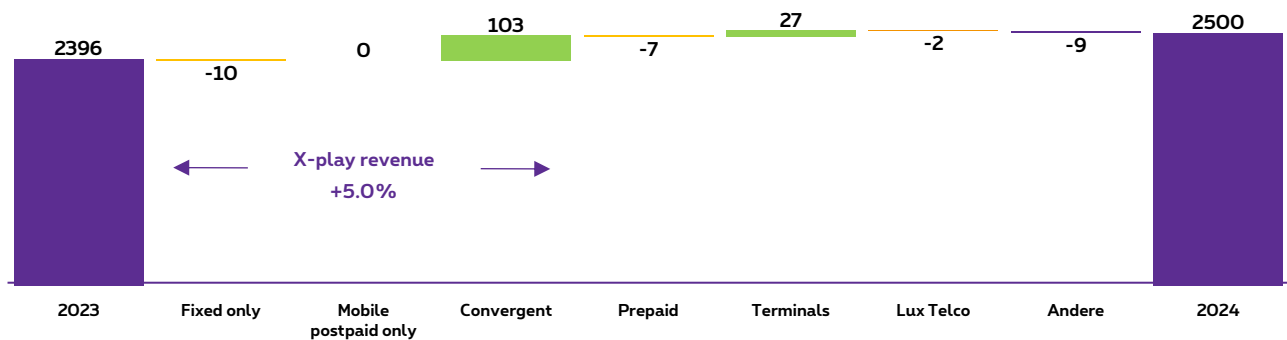 2396
-10
0
103
-7
27
-2
-9
2500
X-play revenue
+5.0%
2023
Fixed only
Mobile
postpaid only
Convergent
Prepaid
Terminals
Lux Telco
Andere
2024